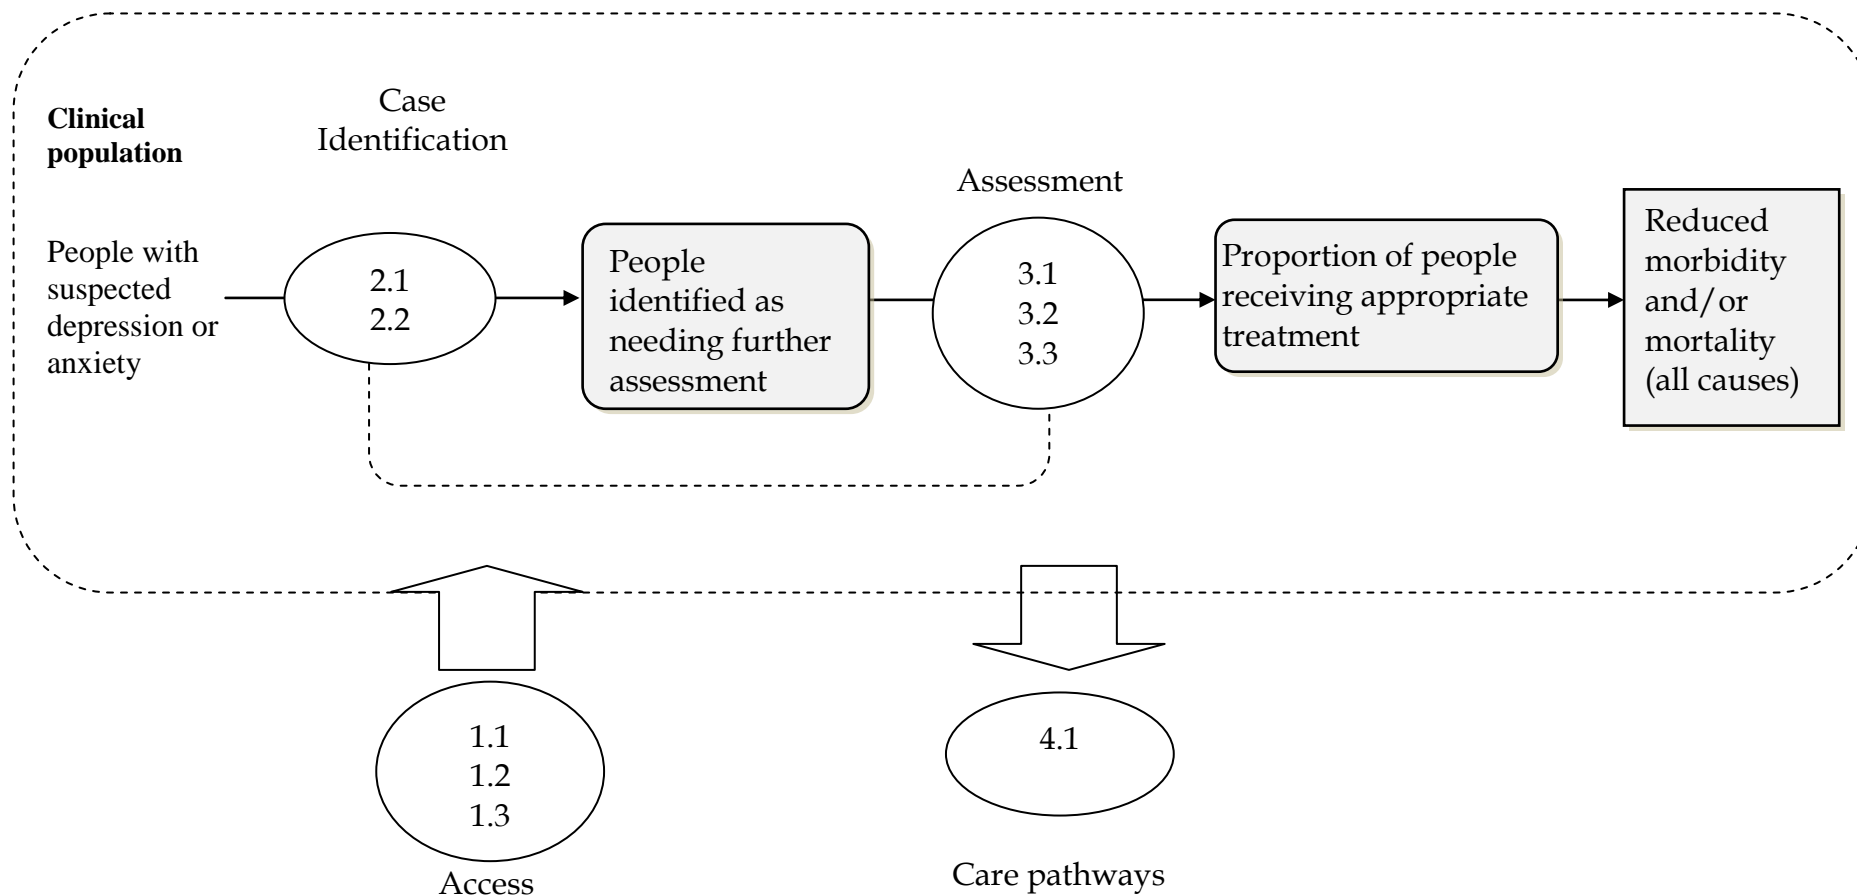 Clinical
population
Case
Identification
People with
suspected
depression or
anxiety
2.1
2.2
People
identified as
needing further
assessment
Assessment
3.1
3.2
3.3
Proportion of people
receiving appropriate
treatment
Reduced
morbidity
and/or
mortality
(all causes)
1.1
1.2
1.3
Access
4.1
Care pathways